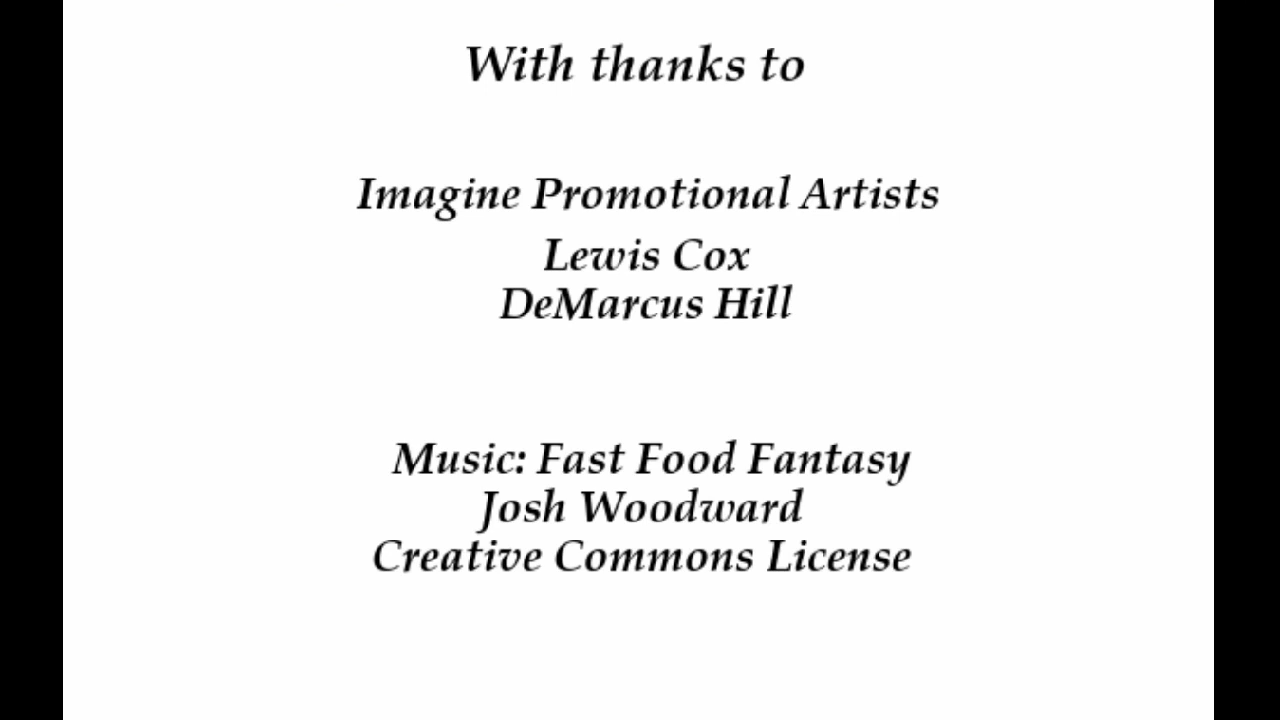 With thanks to
Imagine Promotional Artists
Lewis Cox
DeMarcus Hill
Music: Fast Food Fantasy
Josh Woodward
Creative Commons License